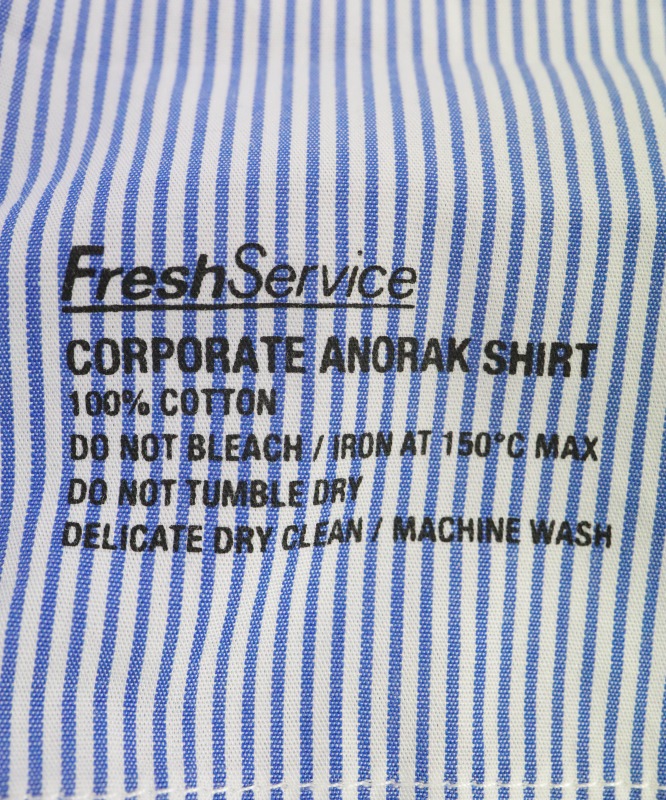 FreshService
CORPORATE ANORAK SHIRT
100% COTTON
DO NOT BLEACH / IRON AT 150°C MAX
DO NOT TUMBLE DRY
DELICATE DRY CLEAN / MACHINE WASH